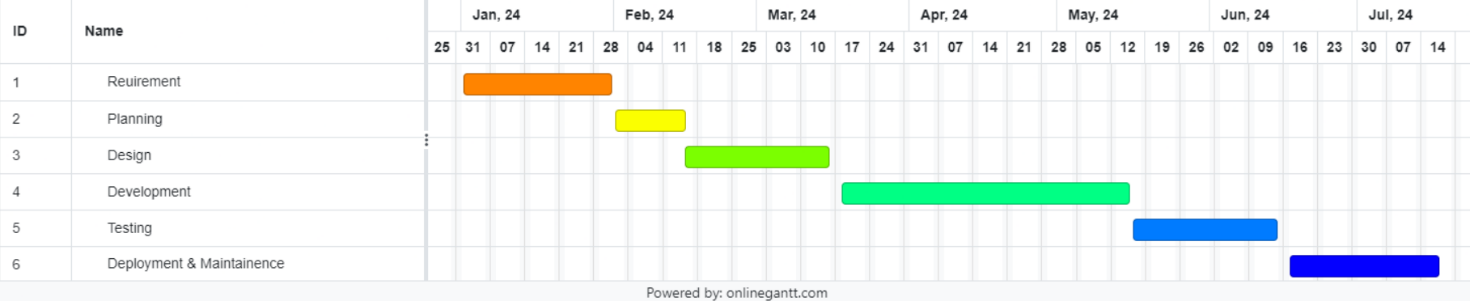 ID Name Jan, 24 Feb, 24 Mar, 24 Apr, 24 May, 24 Jun, 24 Jul, 24
25 31 07 14 21 28 04 11 18 25 03 10 17 24 31 07 14 21 28 05 12 19 26 02 09 16 23 30 07 14
1 Reuirement
2 Planning
3 Design
4 Development
5 Testing
6 Deployment & Maintainence
Powered by: onlinegantt.com